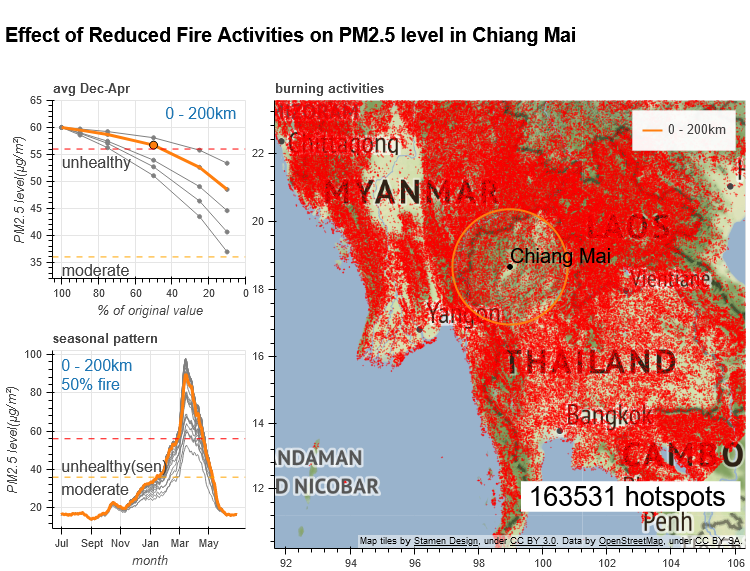 Effect of Reduced Fire Activities on PM2.5 level in Chiang Mai
avg Dec-Apr
0 - 200km
65
60
55
50
45
40
35
unhealthy
moderate
PM2.5 level(µg/m²)
100
80
60
40
20
0
% of original value
seasonal pattern
0 - 200km
50% fire
100
80
60
40
20
unhealthy(sen)
moderate
PM2.5 level(µg/m²)
Jul
Sept
Nov
Jan
Mar
May
month
burning activities
0 - 200km
Chittagong
MYANMAR
LAOS
Chiang Mai
Vientiane
Yangon
THAILAND
Bangkok
CAMBO
NDAMAN
D NICOBAR
163531 hotspots
Penh
Map tiles by Stamen Design, under CC BY 3.0. Data by OpenStreetMap, under CC BY SA.
22
20
18
16
14
12
92
94
96
98
100
102
104
106